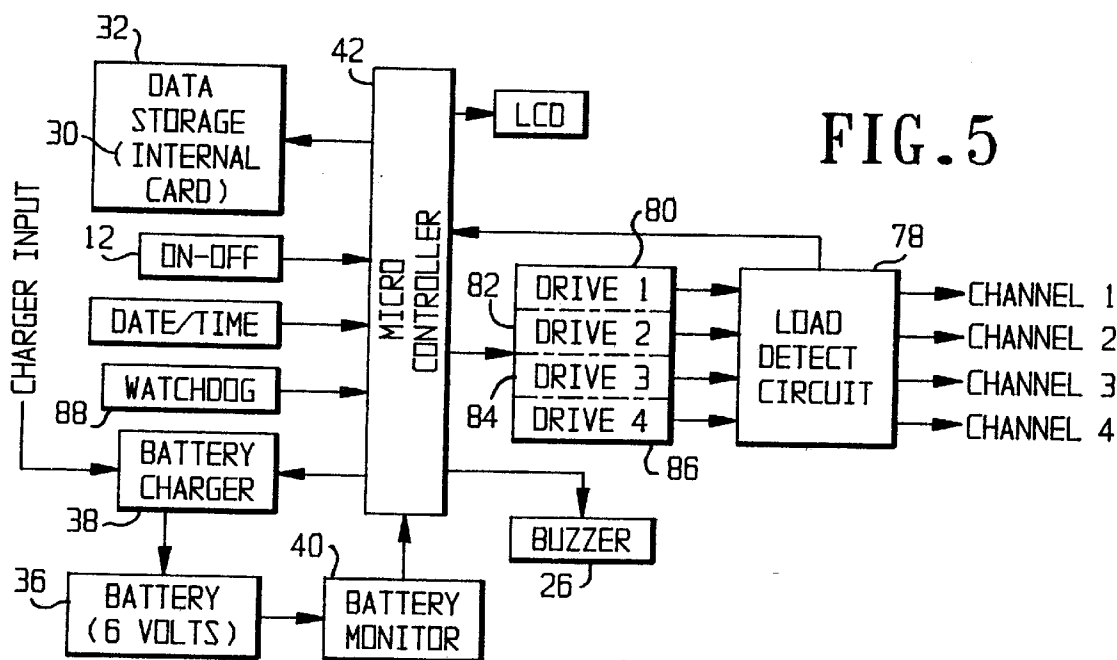 FIG.5
32
DATA
STORAGE
30
(INTERNAL
CARD)
12
ON-OFF
DATE/TIME
WATCHDOG
88
CHARGER INPUT
BATTERY
CHARGER
38
36
BATTERY
(6 VOLTS)
40
BATTERY
MONITOR
42
MICRO
CONTROLLER
LCD
80
DRIVE 1
82
DRIVE 2
DRIVE 3
84
DRIVE 4
86
BUZZER
26
78
LOAD
DETECT
CIRCUIT
CHANNEL 1
CHANNEL 2
CHANNEL 3
CHANNEL 4